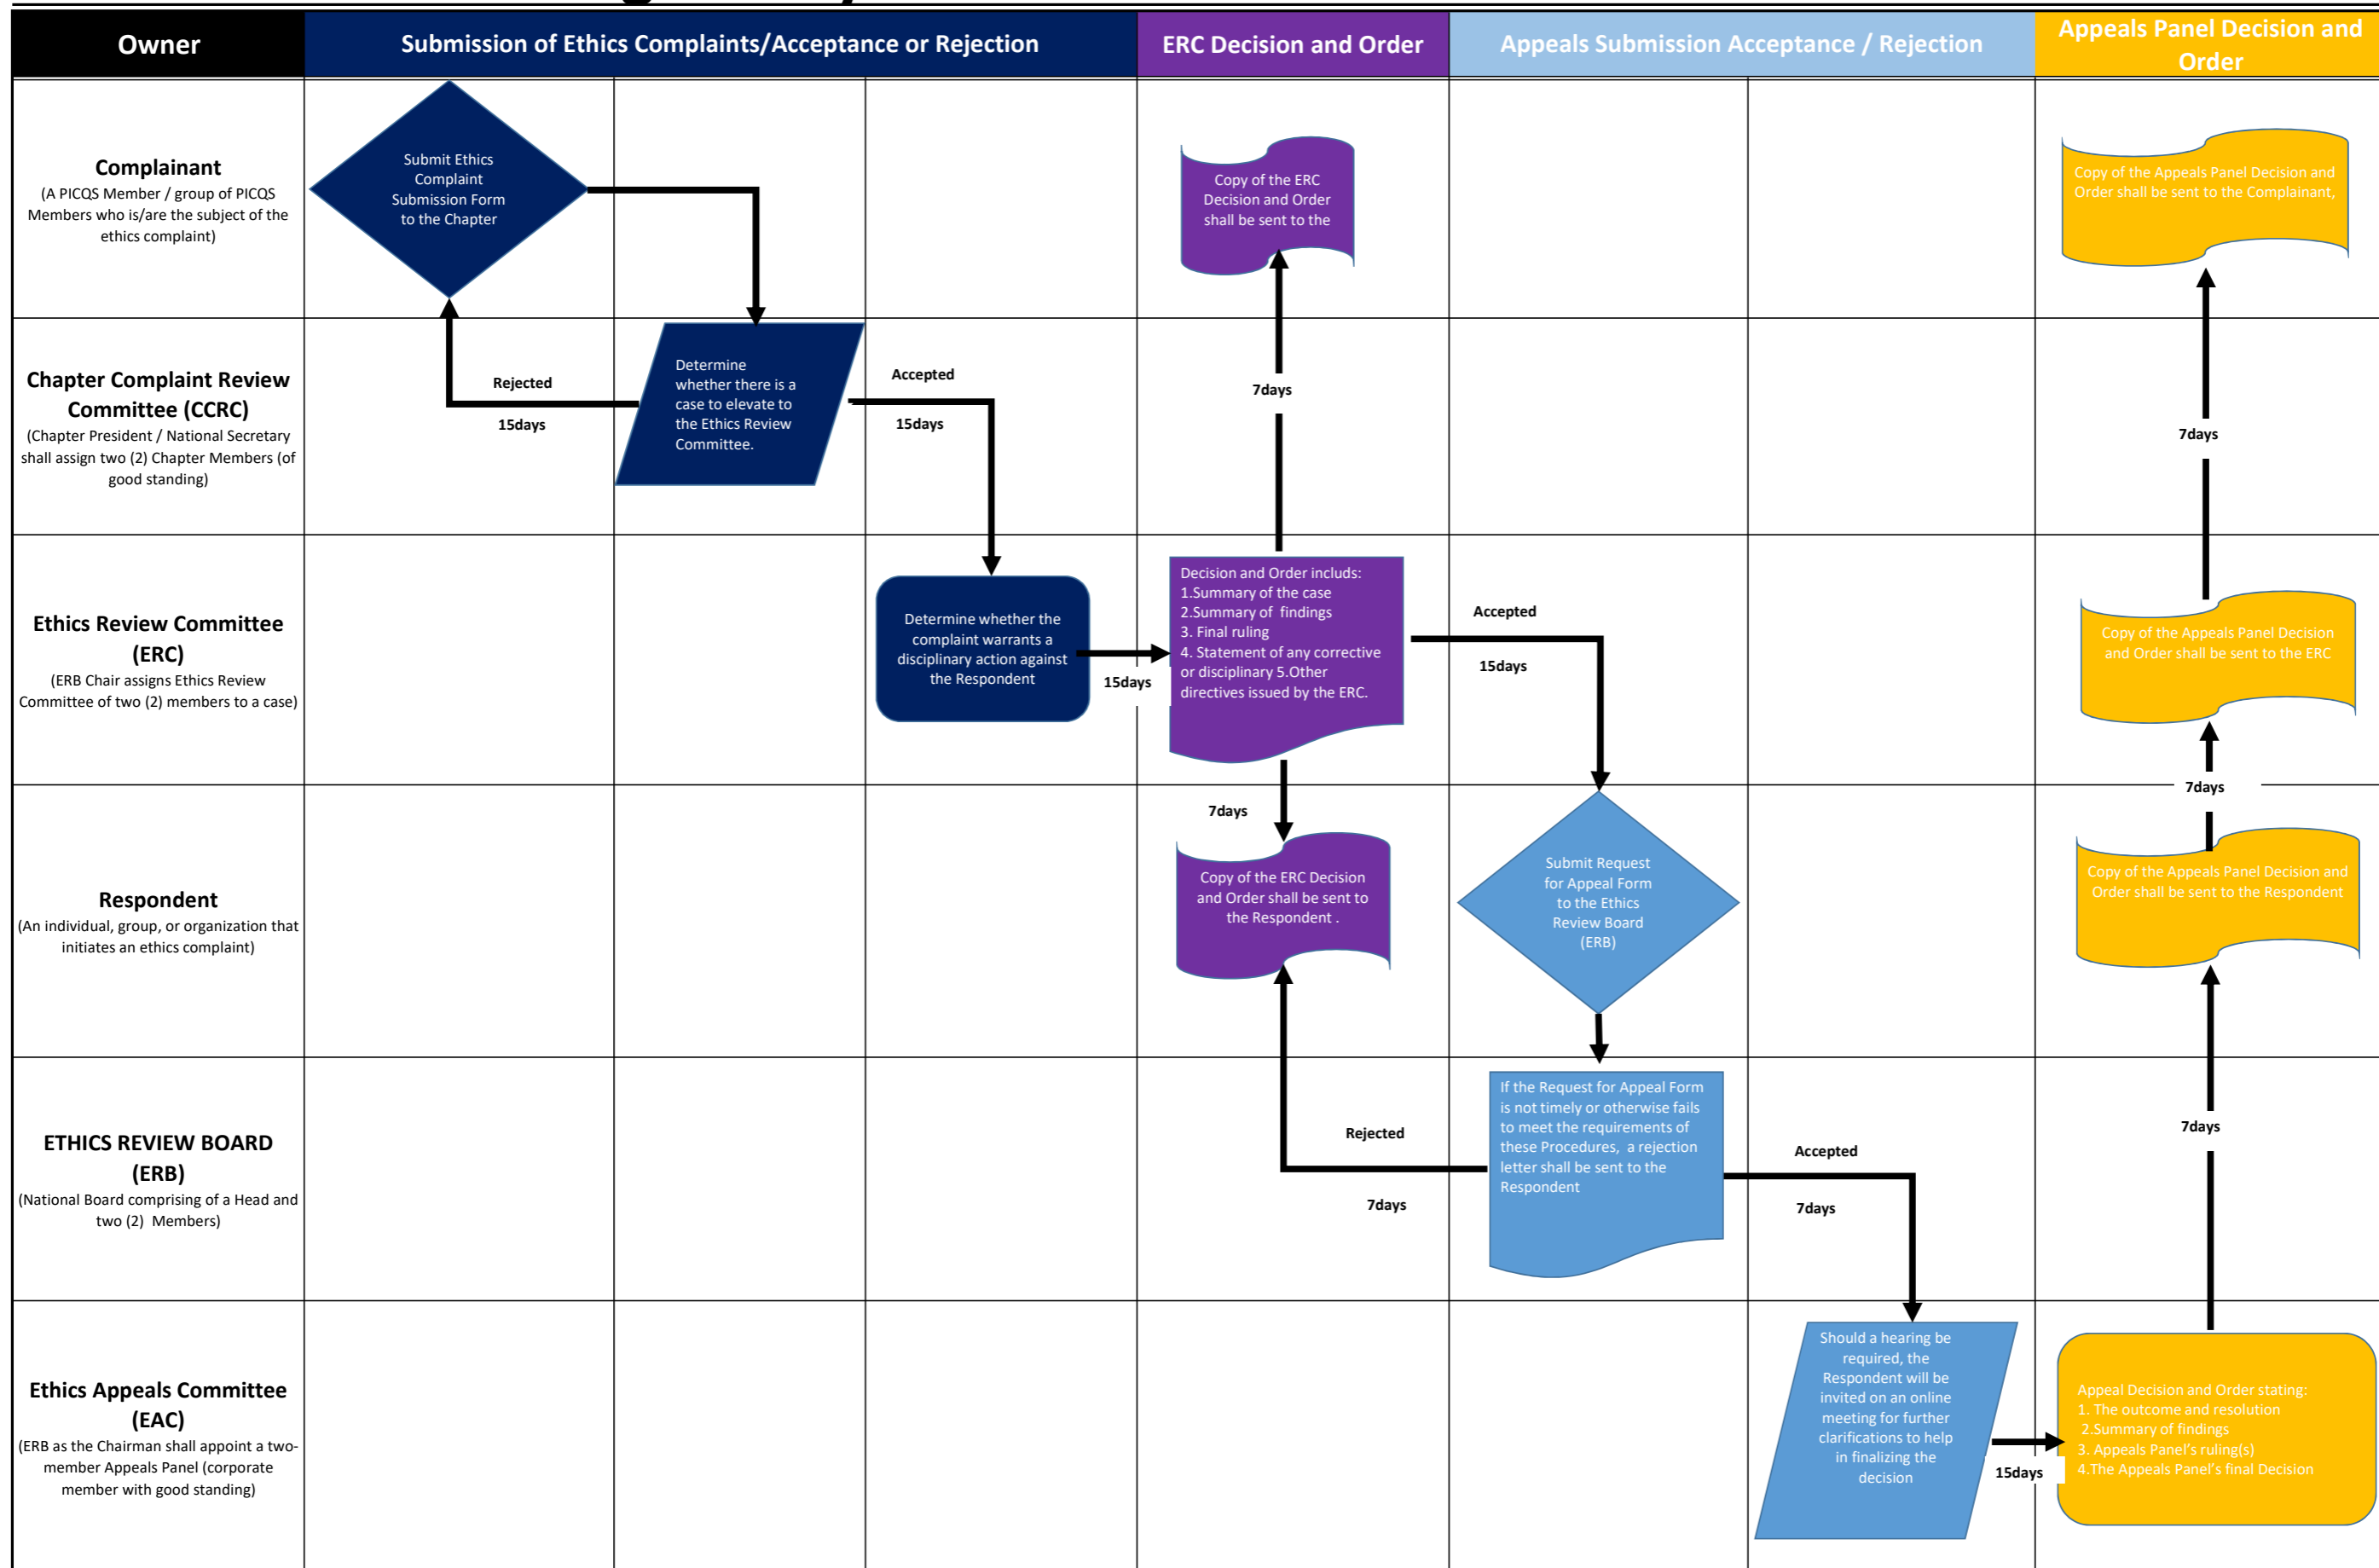 Owner
Submission of Ethics Complaints/Acceptance or Rejection
ERC Decision and Order
Appeals Submission Acceptance / Rejection
Appeals Panel Decision and
Order
Complainant
(A PICQS Member / group of PICQS
Members who is/are the subject of the
ethics complaint)
Submit Ethics
Complaint
Submission Form
to the Chapter
Copy of the ERC
Decision and Order
shall be sent to the
Copy of the Appeals Panel Decision and
Order shall be sent to the Complainant,
Chapter Complaint Review
Committee (CCRC)
(Chapter President / National Secretary
shall assign two (2) Chapter Members (of
good standing)
Rejected
15days
Determine
whether there is a
case to elevate to
the Ethics Review
Committee.
Accepted
15days
7days
7days
Ethics Review Committee
(ERC)
(ERB Chair assigns Ethics Review
Committee of two (2) members to a case)
Determine whether the
complaint warrants a
disciplinary action against
the Respondent
15days
Decision and Order includs:
1.Summary of the case
2.Summary of  findings
3. Final ruling
4. Statement of any corrective
or disciplinary 5.Other
directives issued by the ERC.
Accepted
15days
Copy of the Appeals Panel Decision
and Order shall be sent to the ERC
7days
Respondent
(An individual, group, or organization that
initiates an ethics complaint)
7days
Copy of the ERC Decision
and Order shall be sent to
the Respondent .
Submit Request
for Appeal Form
to the Ethics
Review Board
(ERB)
Copy of the Appeals Panel Decision and
Order shall be sent to the Respondent
ETHICS REVIEW BOARD
(ERB)
(National Board comprising of a Head and
two (2)  Members)
Rejected
7days
If the Request for Appeal Form
is not timely or otherwise fails
to meet the requirements of
these Procedures,  a rejection
letter shall be sent to the
Respondent
Accepted
7days
7days
Ethics Appeals Committee
(EAC)
(ERB as the Chairman shall appoint a two-
member Appeals Panel (corporate
member with good standing)
Should a hearing be
required, the
Respondent will be
invited on an online
meeting for further
clarifications to help
in finalizing the
decision
15days
Appeal Decision and Order stating:
1. The outcome and resolution
2.Summary of findings
3. Appeals Panel's ruling(s)
4.The Appeals Panel's final Decision